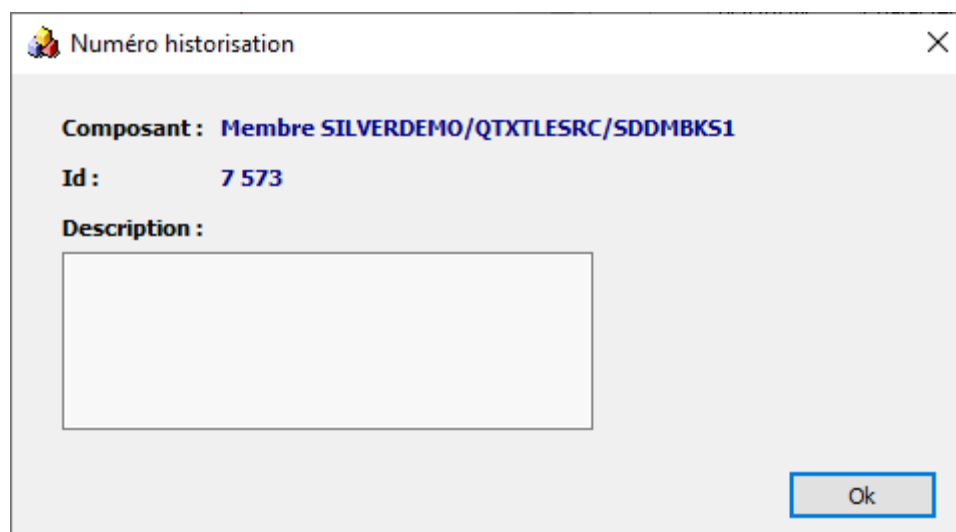 Numéro historisation
Composant : Membre SILVERDEMO/QTXTLESRC/SDDMBKS1
Id : 7 573
Description :
Ok